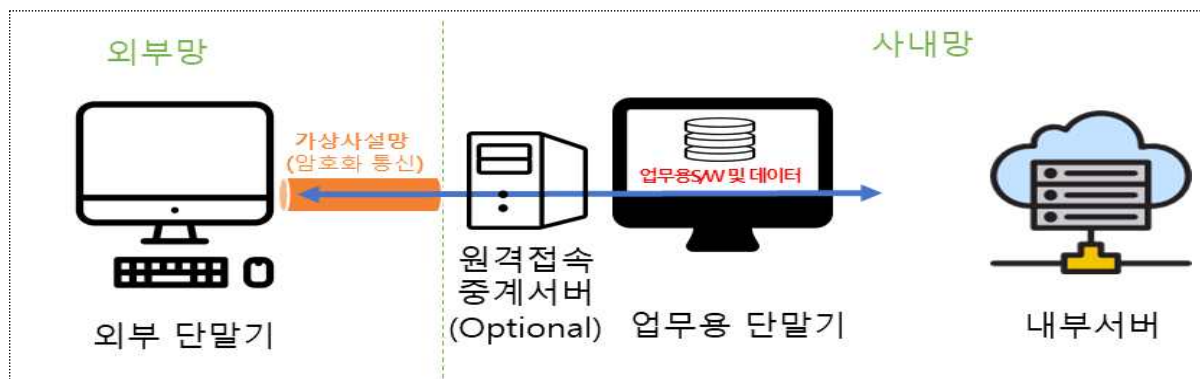 외부망
사내망
가상사설망
(암호화 통신)
업무용S/W 및 데이터
외부 단말기
원격접속
중계서버
(Optional)
업무용 단말기
내부서버